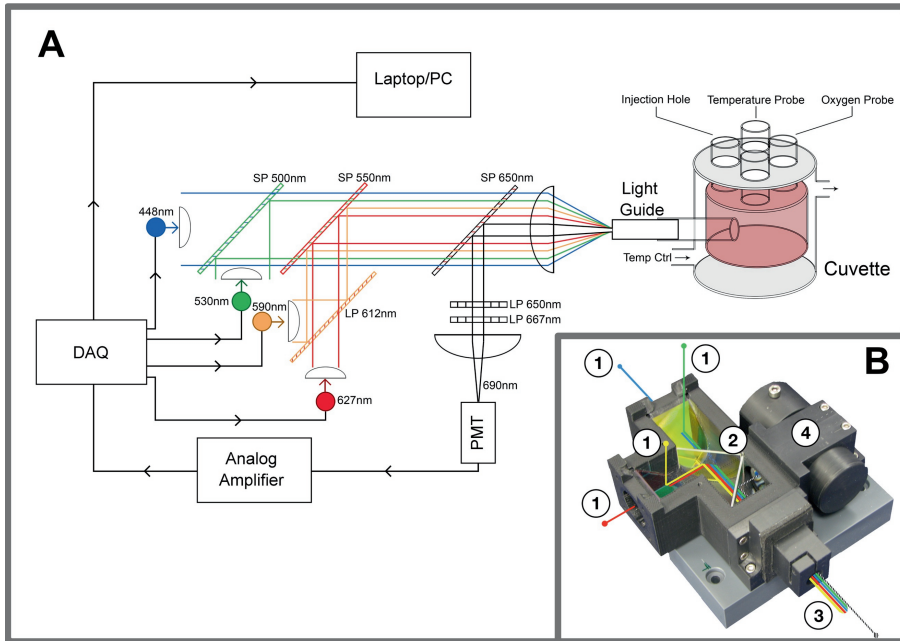 A
Laptop/PC
Injection Hole
Temperature Probe
Oxygen Probe
SP 500nm
SP 550nm
SP 650nm
448nm
Light
Guide
Temp Ctrl
Cuvette
530nm
590nm
LP 612nm
LP 650nm
LP 667nm
DAQ
627nm
690nm
PMT
Analog
Amplifier
B
1
1
1
2
4
1
3